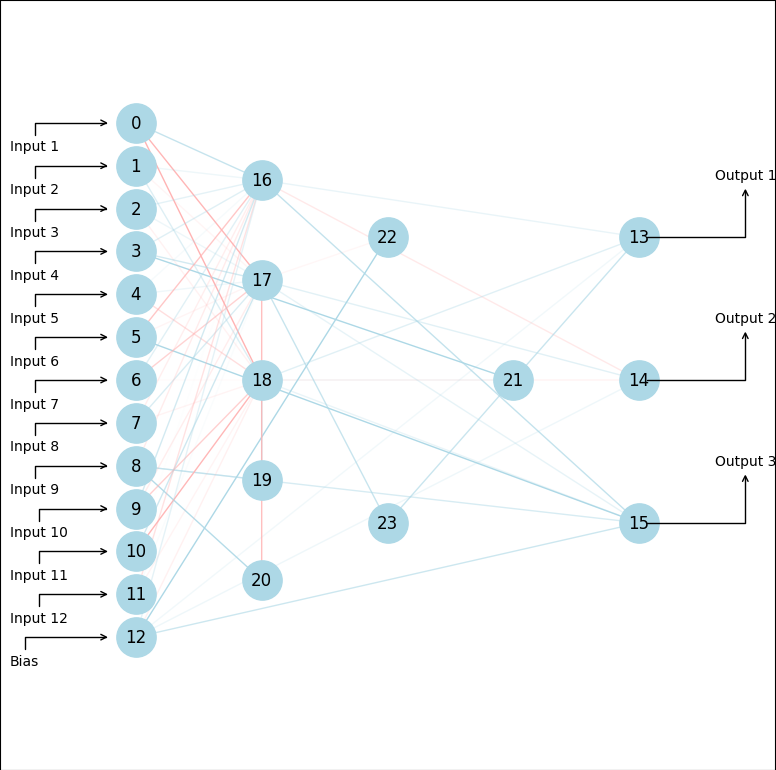 0
Input 1
1
Input 2
2
Input 3
3
Input 4
4
Input 5
5
Input 6
6
Input 7
7
Input 8
8
Input 9
9
Input 10
10
Input 11
11
Input 12
12
Bias
16
17
18
19
20
22
23
21
13
14
15
Output 1
Output 2
Output 3